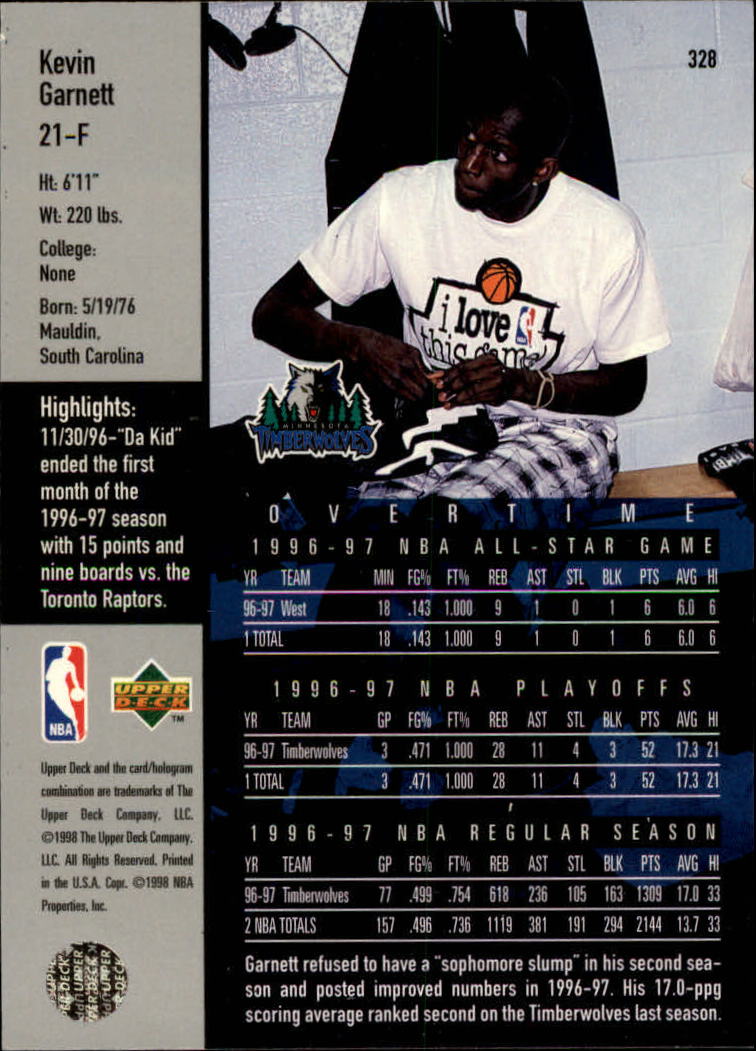 Kevin
Garnett
21-F
Ht: 6'11"
Wt: 220 lbs.
College:
None
Born: 5/19/76
Mauldin,
South Carolina
Highlights:
11/30/96-"Da Kid"
ended the first
month of the
1996-97 season
with 15 points and
nine boards vs. the
Toronto Raptors.
NBA
UPPER
DECK
TM
Upper Deck and the card/hologram
combination are trademarks of The
Upper Deck Company, LLC.
©1998 The Upper Deck Company,
LLC. All Rights Reserved. Printed
in the U.S.A. Copr. ©1998 NBA
Properties, Inc.
328
i love
this game
MINNESOTA
TIMBERWOLVES
OVERTIME
1996-97 NBA ALL-STAR GAME
YR TEAM MIN FG% FT% REB AST STL BLK PTS AVG HI
96-97 West 18 .143 1.000 9 1 0 1 6 6.0 6
1 TOTAL 18 .143 1.000 9 1 0 1 6 6.0 6
1996-97 NBA PLAYOFFS
YR TEAM GP FG% FT% REB AST STL BLK PTS AVG HI
96-97 Timberwolves 3 .471 1.000 28 11 4 3 52 17.3 21
1 TOTAL 3 .471 1.000 28 11 4 3 52 17.3 21
1996-97 NBA REGULAR SEASON
YR TEAM GP FG% FT% REB AST STL BLK PTS AVG HI
96-97 Timberwolves 77 .499 .754 618 236 105 163 1309 17.0 33
2 NBA TOTALS 157 .496 .736 1119 381 191 294 2144 13.7 33
Garnett refused to have a "sophomore slump" in his second sea-
son and posted improved numbers in 1996-97. His 17.0-ppg
scoring average ranked second on the Timberwolves last season.